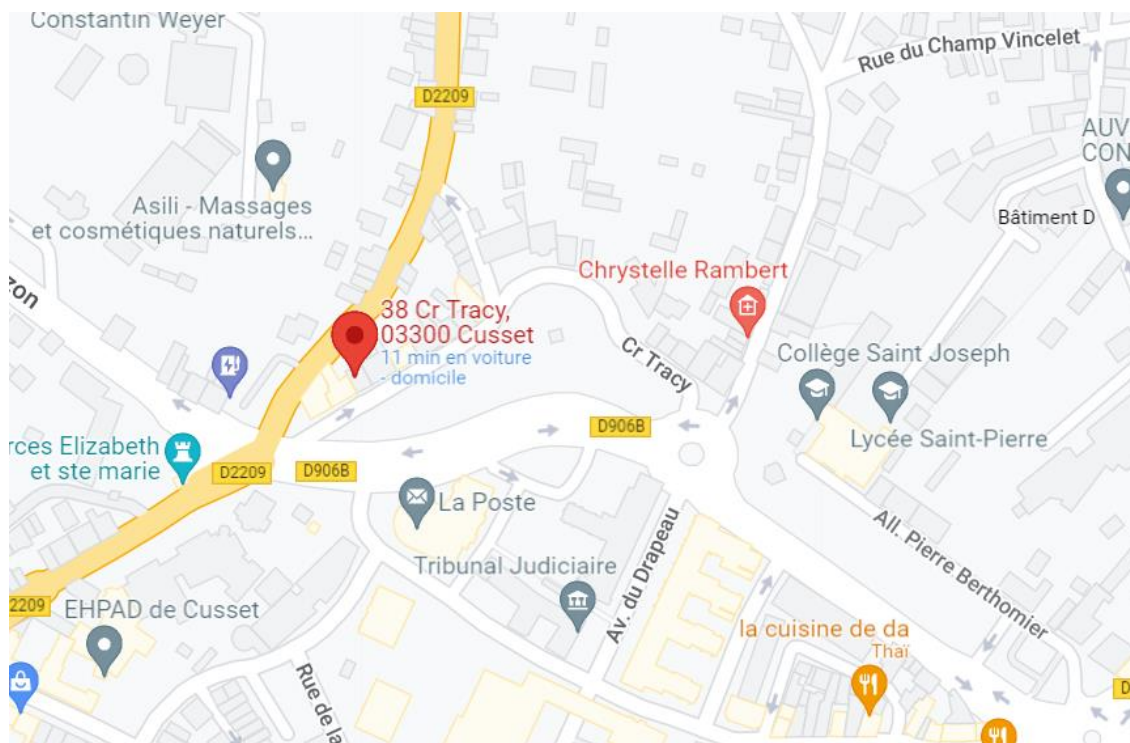 Constantin Weyer
Rue du Champ Vincelet
D2209
AUV
CON
Asili - Massages
et cosmétiques naturels...
Bâtiment D
Chrystelle Rambert
zon
38 Cr Tracy,
03300 Cusset
11 min en voiture
- domicile
Cr Tracy
Collège Saint Joseph
D906B
Lycée Saint-Pierre
rces Elizabeth
et ste marie
D2209
D906B
La Poste
All. Pierre Berthomier
Av. du Drapeau
Tribunal Judiciaire
2209
EHPAD de Cusset
la cuisine de da
Thaï
Rue de la
D